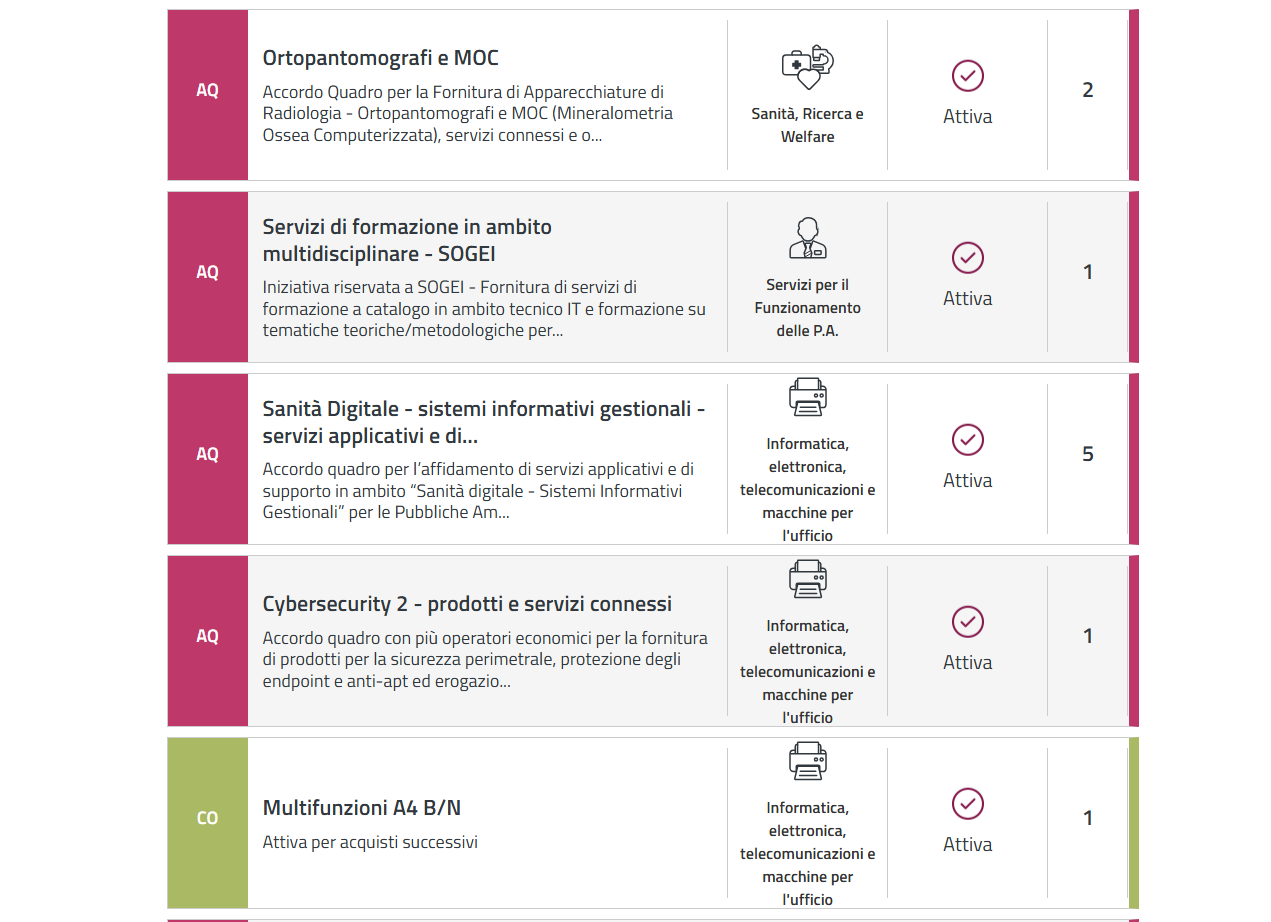 AQ
Ortopantomografi e MOC
Accordo Quadro per la Fornitura di Apparecchiature di
Radiologia - Ortopantomografi e MOC (Mineralometria
Ossea Computerizzata), servizi connessi e o...
Sanità, Ricerca e
Welfare
Attiva
2
AQ
Servizi di formazione in ambito
multidisciplinare - SOGEI
Iniziativa riservata a SOGEI - Fornitura di servizi di
formazione a catalogo in ambito tecnico IT e formazione su
tematiche teoriche/metodologiche per...
Servizi per il
Funzionamento
delle P.A.
Attiva
1
AQ
Sanità Digitale - sistemi informativi gestionali -
servizi applicativi e di...
Accordo quadro per l’affidamento di servizi applicativi e di
supporto in ambito “Sanità digitale - Sistemi Informativi
Gestionali” per le Pubbliche Am...
Informatica,
elettronica,
telecomunicazioni e
macchine per
l'ufficio
Attiva
5
AQ
Cybersecurity 2 - prodotti e servizi connessi
Accordo quadro con più operatori economici per la fornitura
di prodotti per la sicurezza perimetrale, protezione degli
endpoint e anti-apt ed erogazio...
Informatica,
elettronica,
telecomunicazioni e
macchine per
l'ufficio
Attiva
1
CO
Multifunzioni A4 B/N
Attiva per acquisti successivi
Informatica,
elettronica,
telecomunicazioni e
macchine per
l'ufficio
Attiva
1